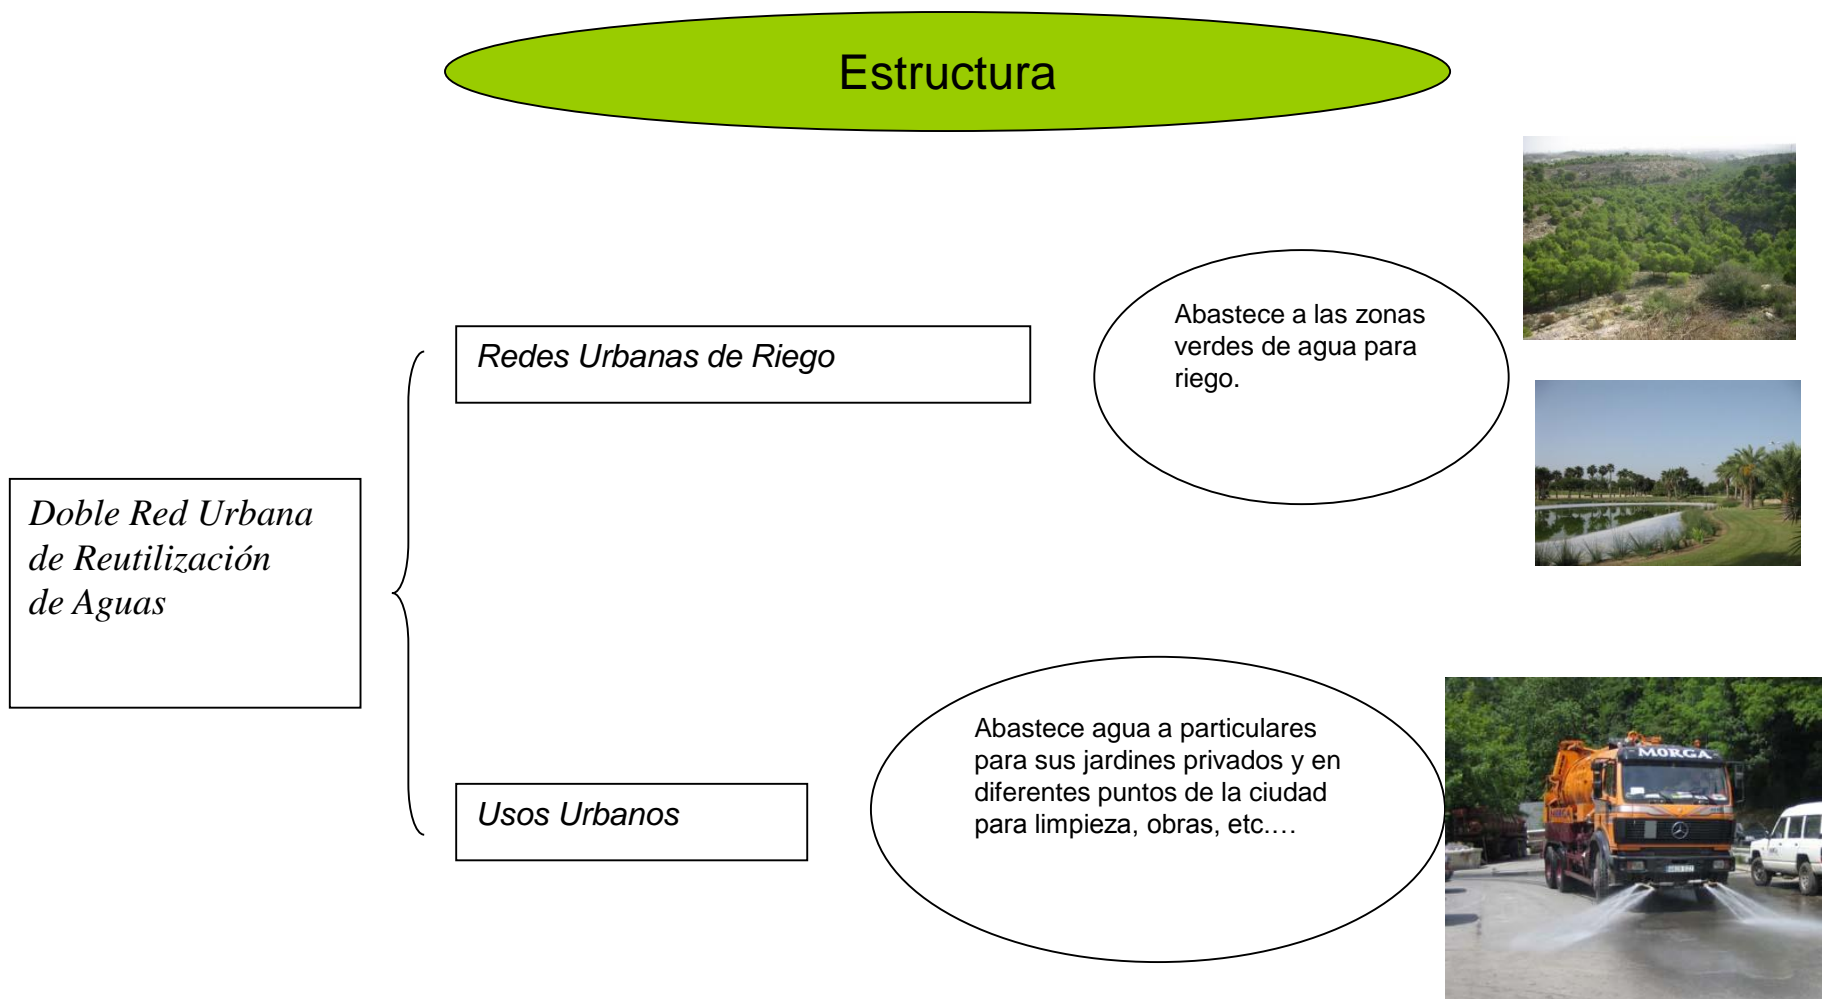 Estructura
Redes Urbanas de Riego
Abastece a las zonas
verdes de agua para
riego.
Doble Red Urbana
de Reutilización
de Aguas
Usos Urbanos
Abastece agua a particulares
para sus jardines privados y en
diferentes puntos de la ciudad
para limpieza, obras, etc.…
MORGA
MORGA